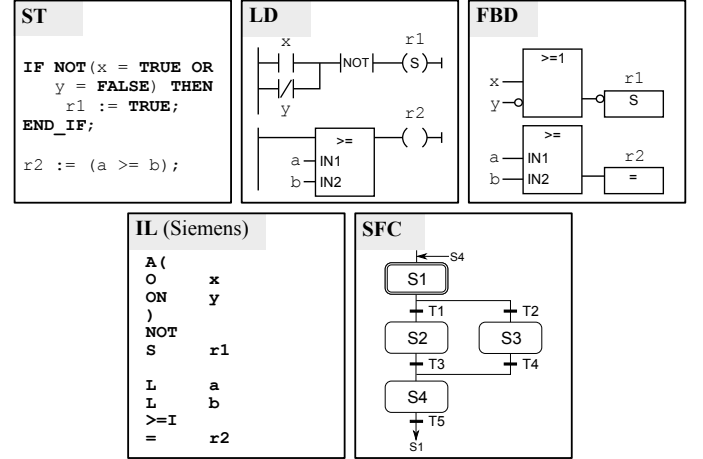 ST
IF NOT(x = TRUE OR
y = FALSE) THEN
r1 := TRUE;
END_IF;
r2 := (a >= b);
LD
x
r1
NOT
S
y
r2
>=
a
IN1
b
IN2
FBD
>=1
x
r1
y
S
>=
a
IN1
r2
b
IN2
=
IL (Siemens)
A(
O x
ON y
)
NOT
S r1
L a
L b
>=I
= r2
SFC
S4
S1
T1
T2
S2
S3
T3
T4
S4
T5
S1